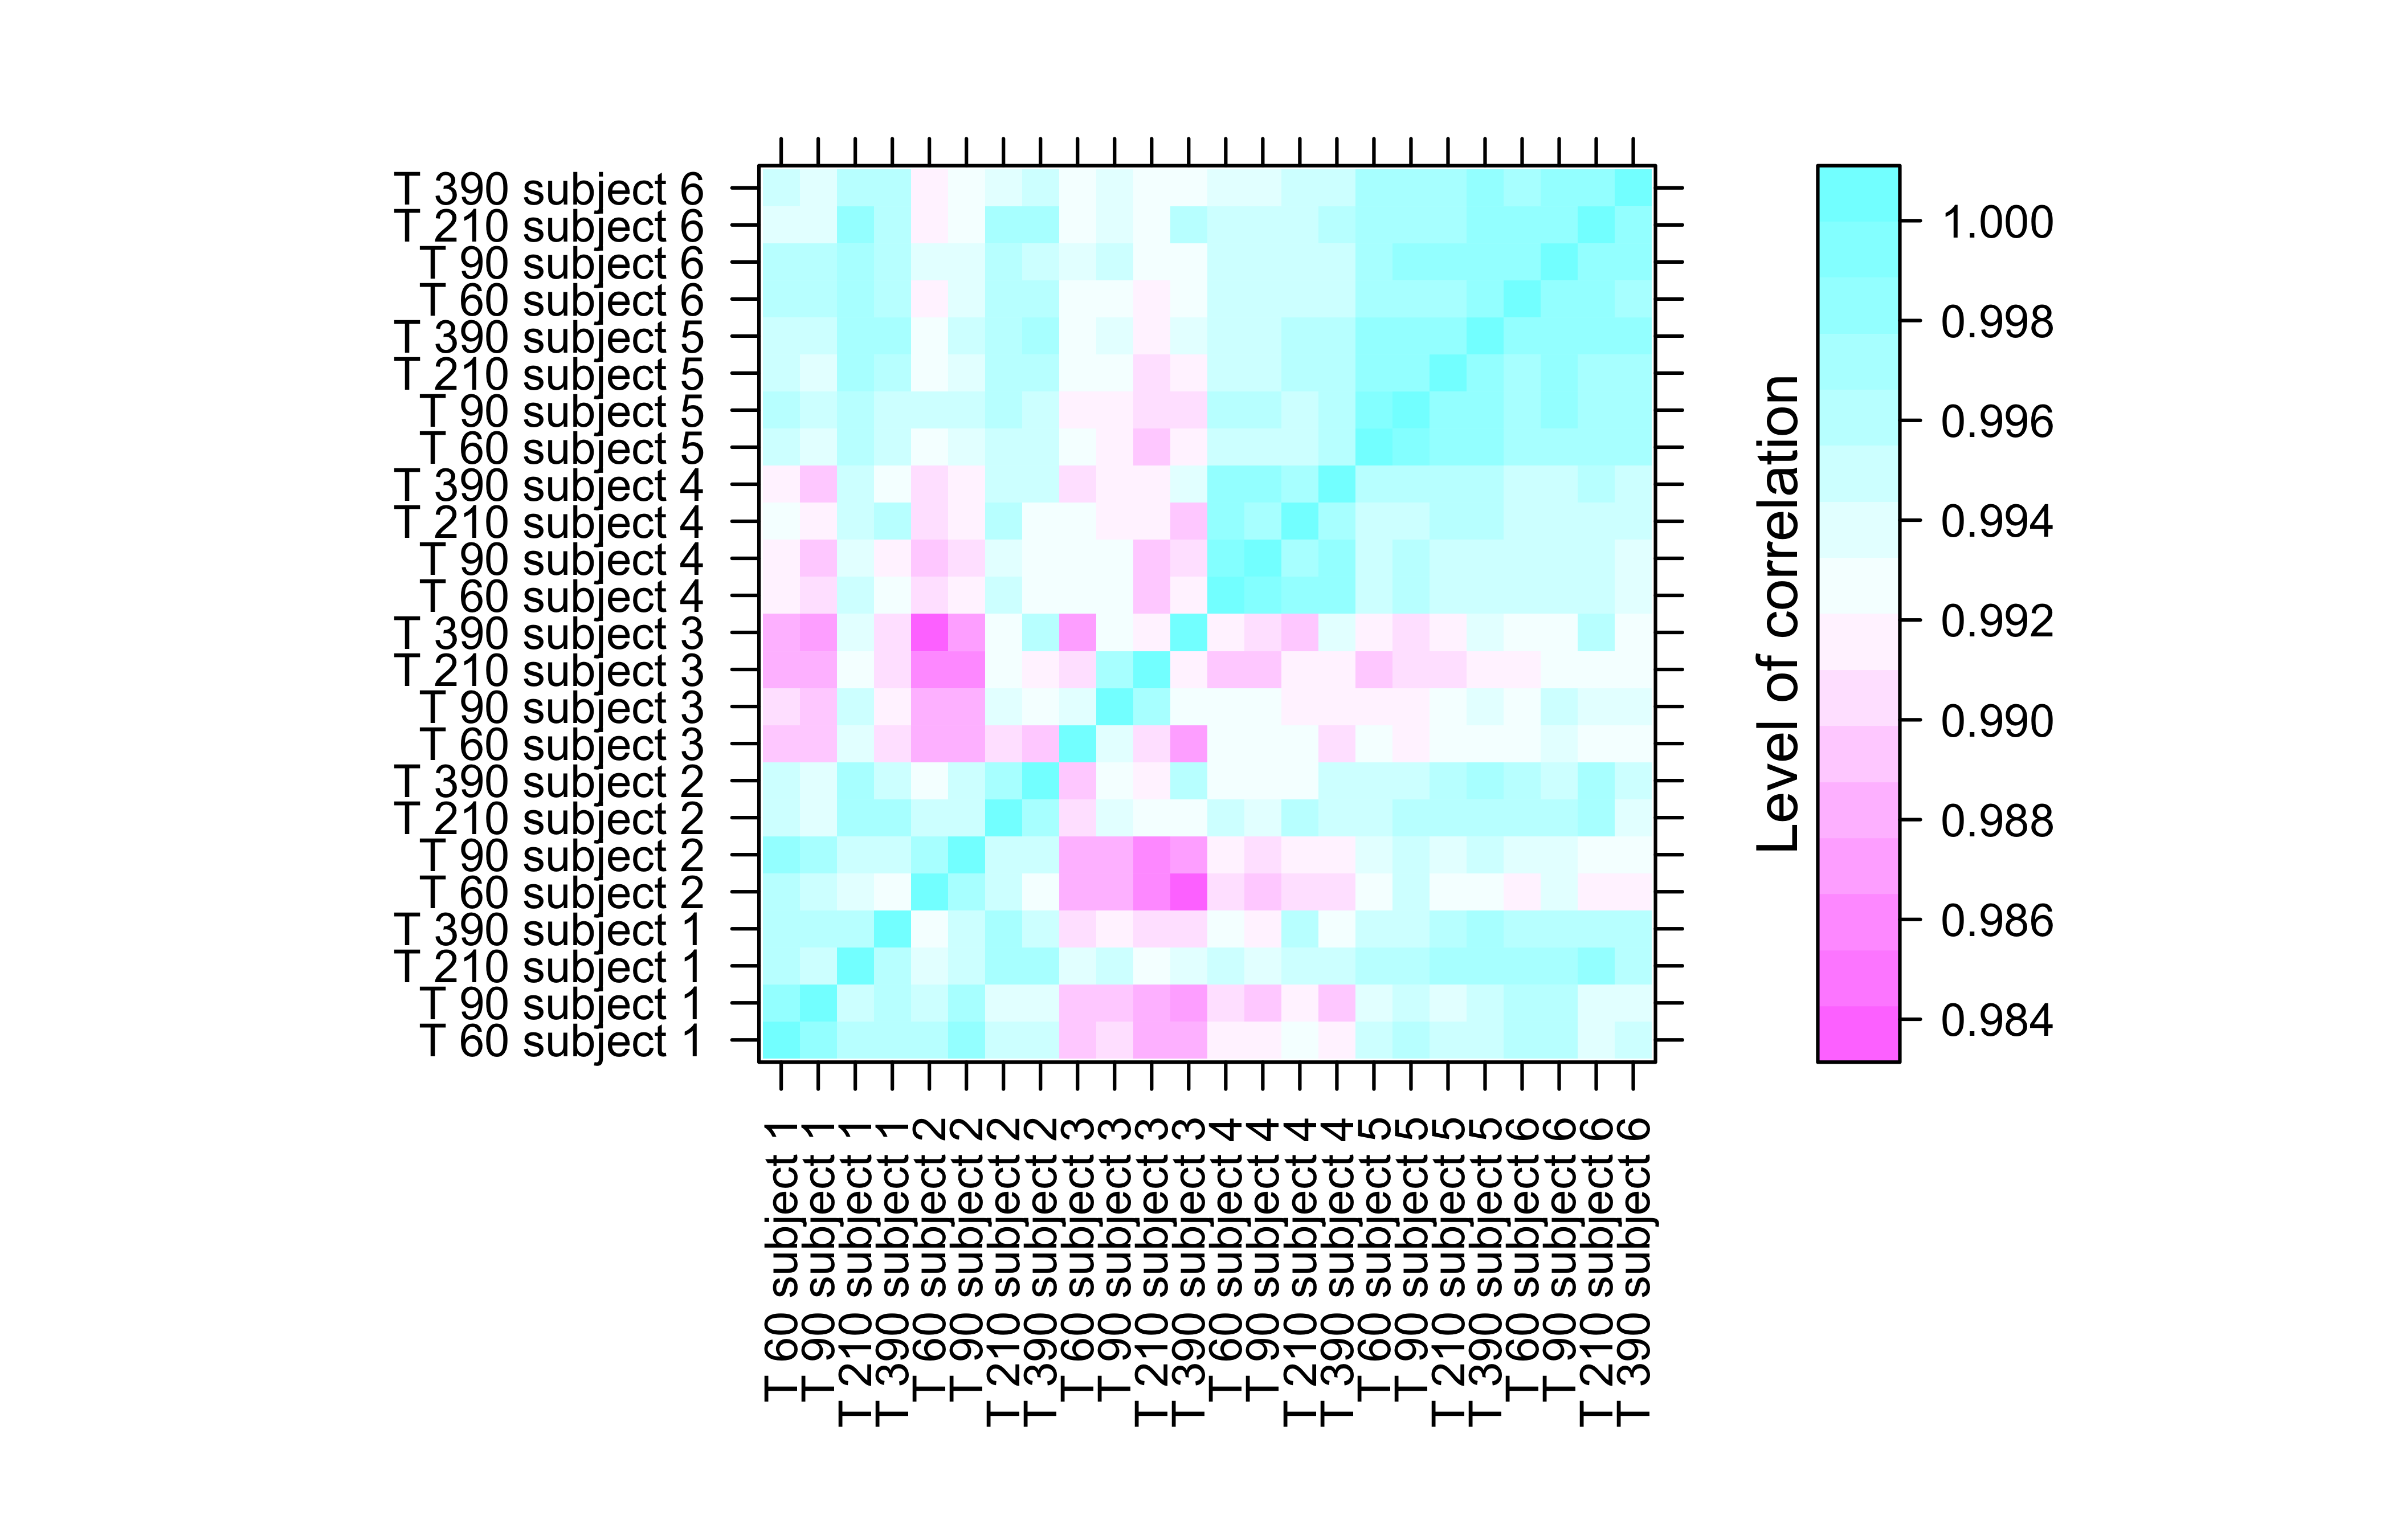 T 390 subject 6
T 210 subject 6
T 90 subject 6
T 60 subject 6
T 390 subject 5
T 210 subject 5
T 90 subject 5
T 60 subject 5
T 390 subject 4
T 210 subject 4
T 90 subject 4
T 60 subject 4
T 390 subject 3
T 210 subject 3
T 90 subject 3
T 60 subject 3
T 390 subject 2
T 210 subject 2
T 90 subject 2
T 60 subject 2
T 390 subject 1
T 210 subject 1
T 90 subject 1
T 60 subject 1
T 60 subject 1
T 90 subject 1
T 210 subject 1
T 390 subject 1
T 60 subject 2
T 90 subject 2
T 210 subject 2
T 390 subject 2
T 60 subject 3
T 90 subject 3
T 210 subject 3
T 390 subject 3
T 60 subject 4
T 90 subject 4
T 210 subject 4
T 390 subject 4
T 60 subject 5
T 90 subject 5
T 210 subject 5
T 390 subject 5
T 60 subject 6
T 90 subject 6
T 210 subject 6
T 390 subject 6
Level of correlation
1.000
0.998
0.996
0.994
0.992
0.990
0.988
0.986
0.984